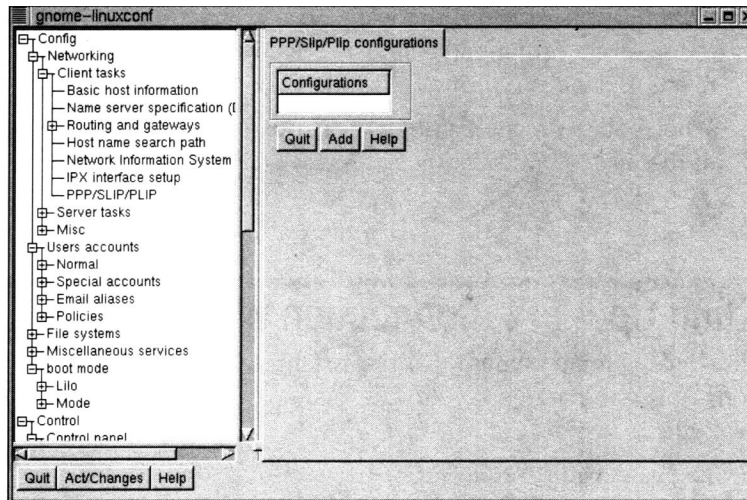 gnome-linuxconf
Config
Networking
Client tasks
Basic host information
Name server specification (
Routing and gateways
Host name search path
Network Information System
IPX interface setup
PPP/SLIP/PLIP
Server tasks
Misc
Users accounts
Normal
Special accounts
Email aliases
Policies
File systems
Miscellaneous services
boot mode
Lilo
Mode
Control
Control panel
Quit Act/Changes Help
PPP/Slip/Plip configurations
Configurations
Quit Add Help